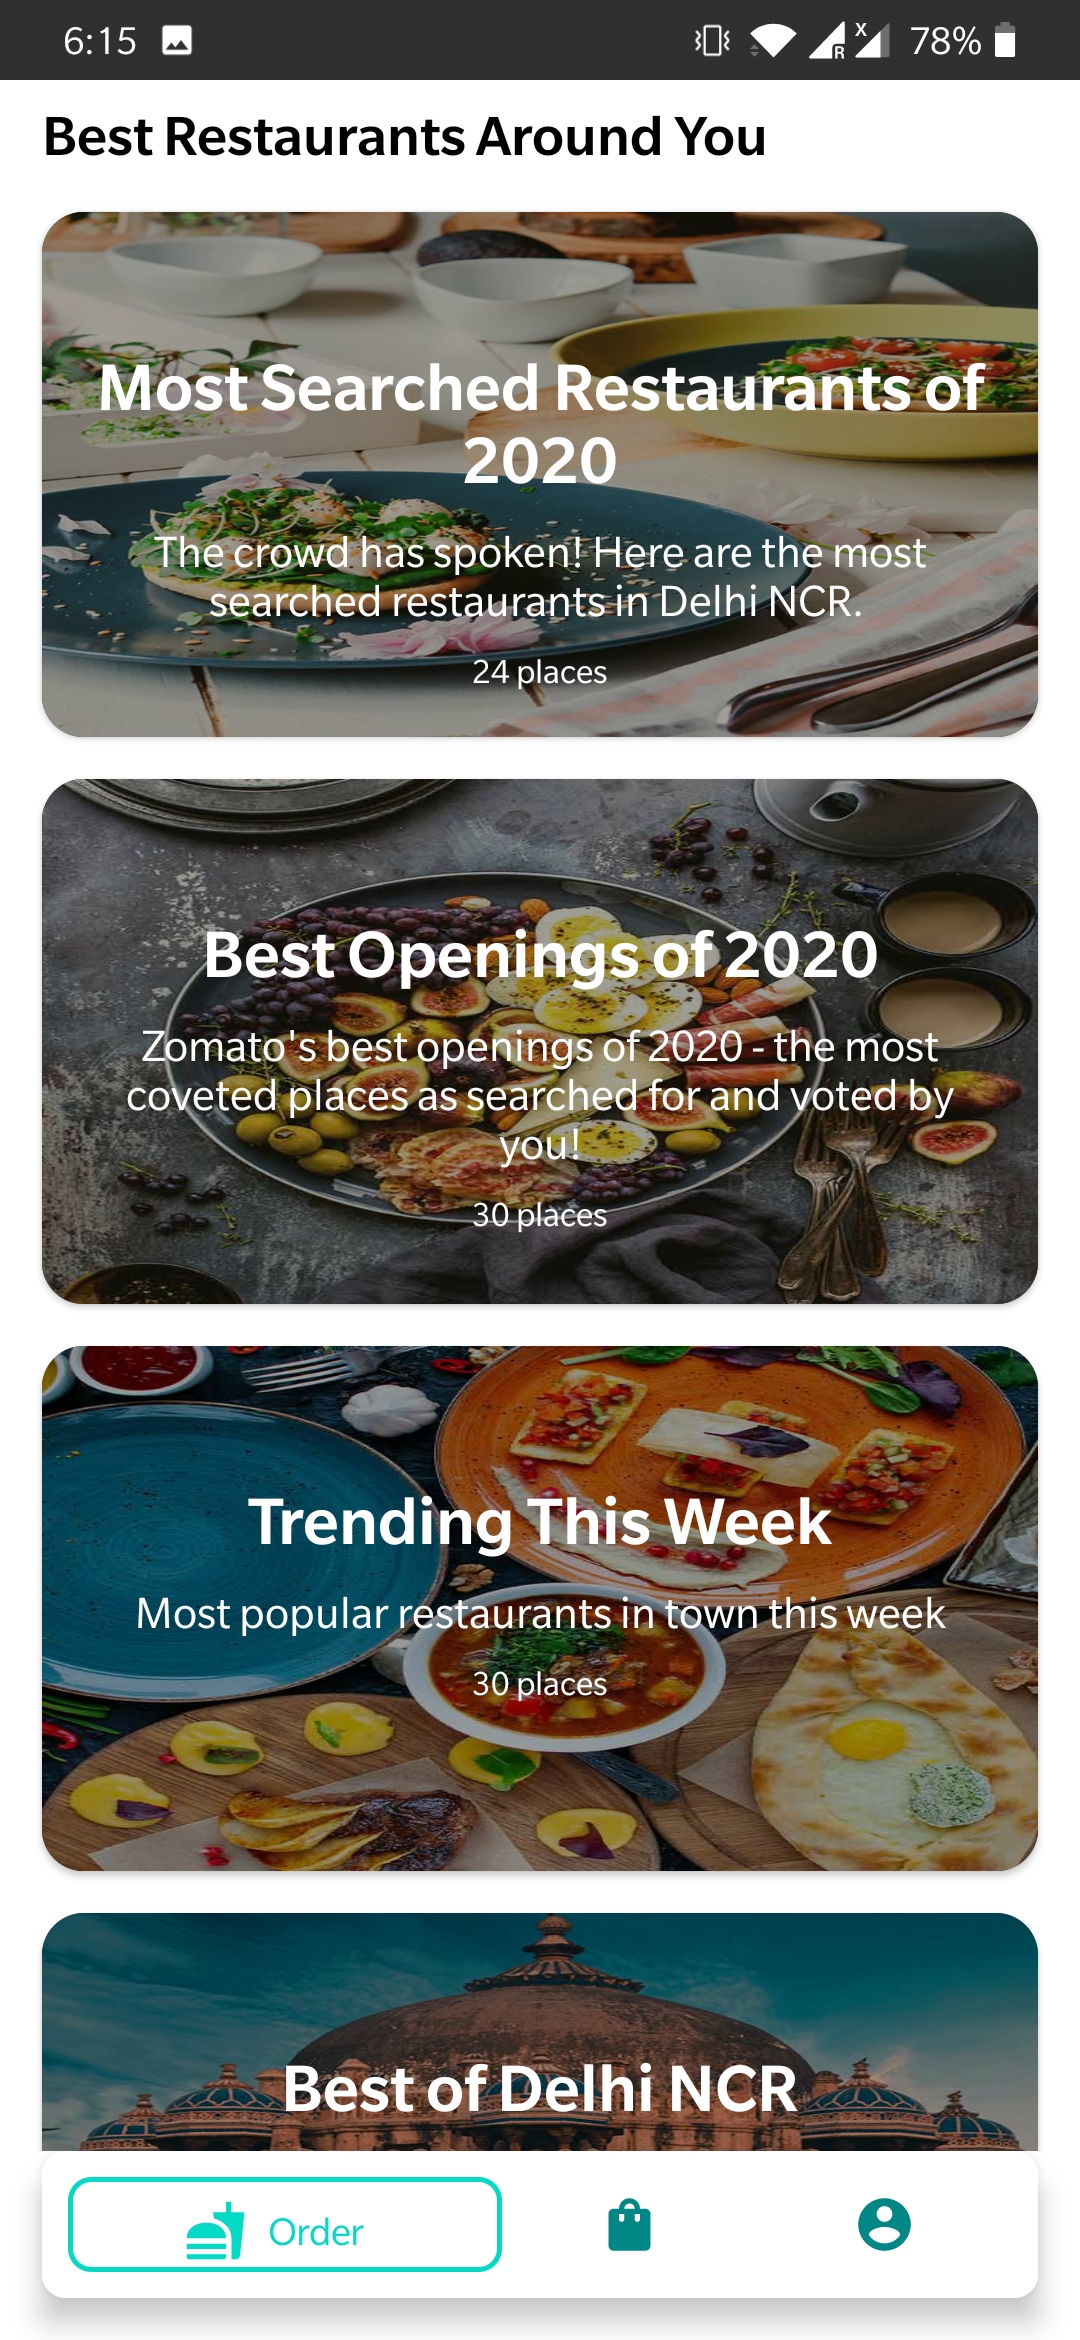 6:15
78%
Best Restaurants Around You
Most Searched Restaurants of
2020
The crowd has spoken! Here are the most
searched restaurants in Delhi NCR.
24 places
Best Openings of 2020
Zomato's best openings of 2020 - the most
coveted places as searched for and voted by
you!
30 places
Trending This Week
Most popular restaurants in town this week
30 places
Best of Delhi NCR
Order